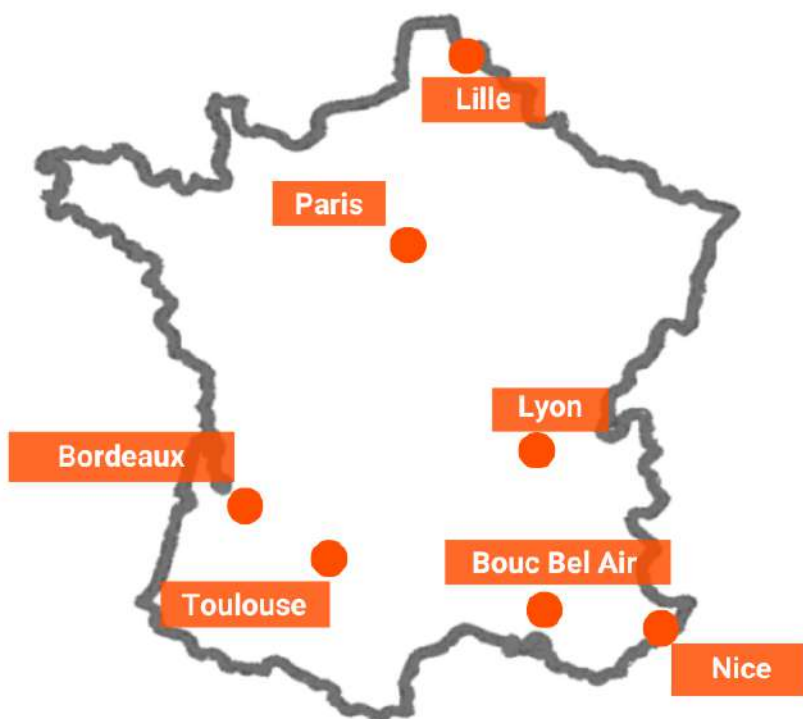 Lille
Paris
Lyon
Bordeaux
Bouc Bel Air
Toulouse
Nice